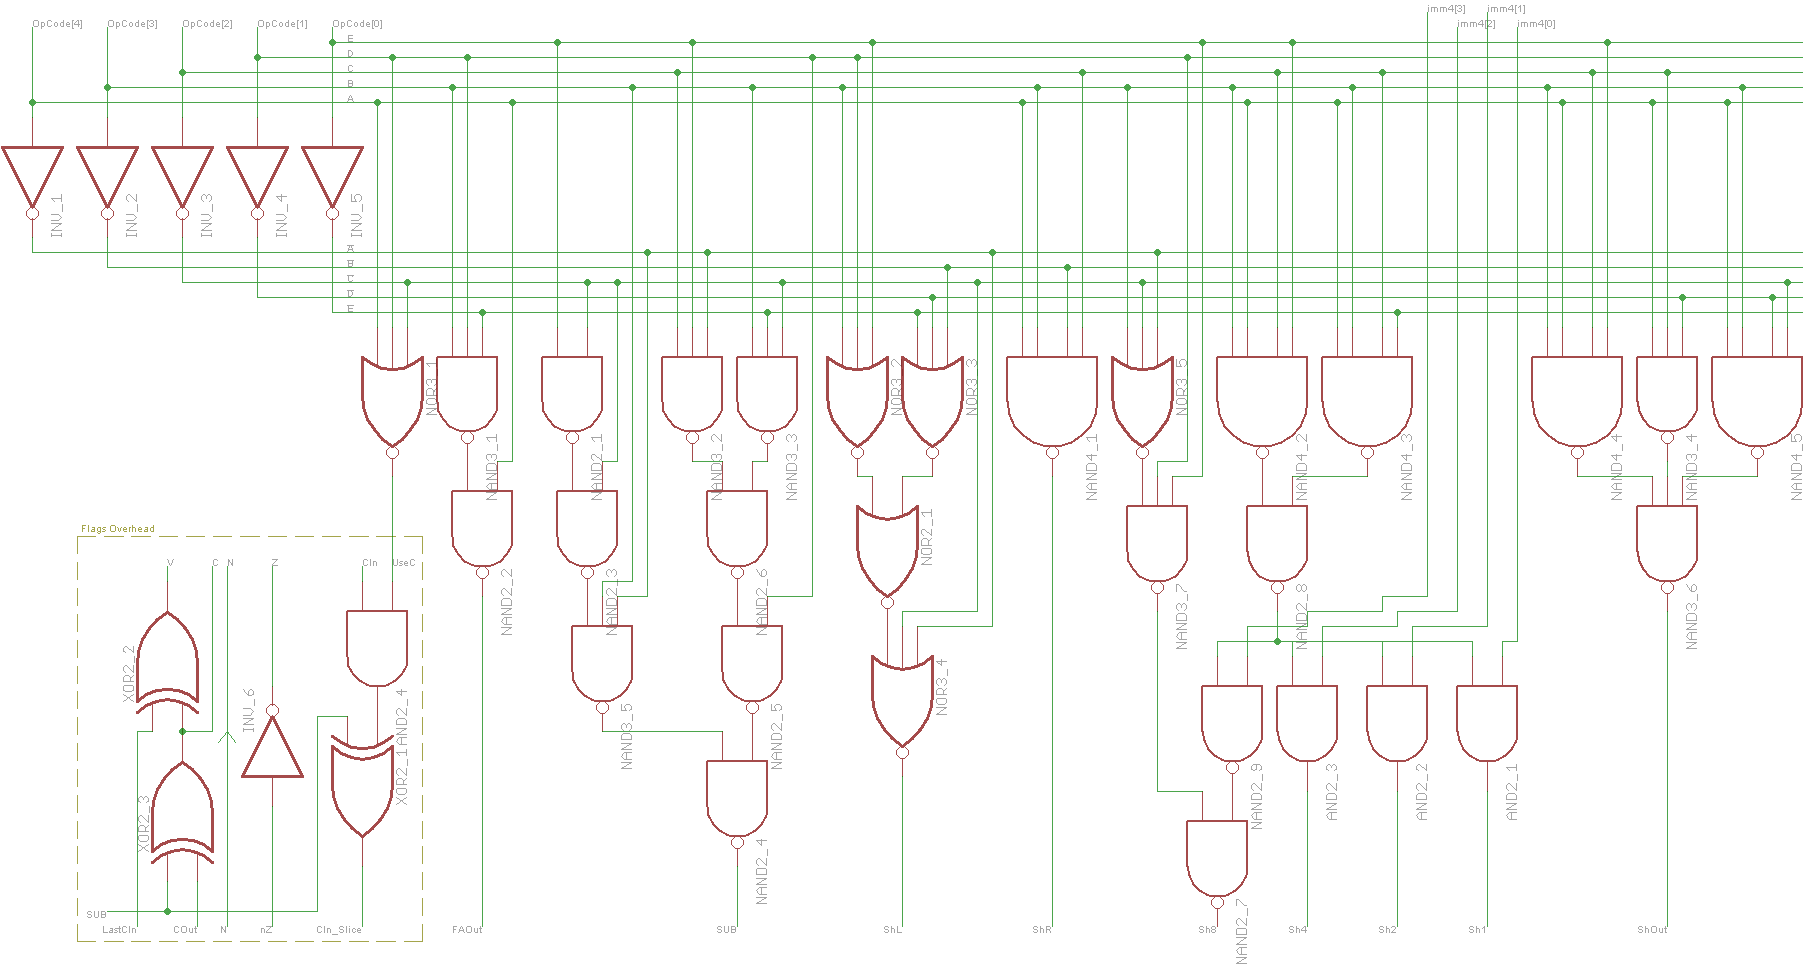 OpCode[4] OpCode[3] OpCode[2] OpCode[1] OpCode[0] imm4[3] imm4[1]
imm4[2] imm4[0]
E
D
C
B
A
INV_1 INV_2 INV_3 INV_4 INV_5
A̅
B̅
C̅
D̅
E̅
NOR3_1 NOR3_2 NOR3_3 NOR3_5
NAND3_1 NAND2_1 NAND3_2 NAND3_3 NAND4_1 NAND4_2 NAND4_3 NAND4_4 NAND3_4 NAND4_5
NOR2_1
Flags Overhead
V C N Z CIn UseC
NAND2_2 NAND2_3 NAND2_6 NAND3_7 NAND2_8 NAND3_6
XOR2_2 INV_6 AND2_4 NOR3_4
NAND3_5 NAND2_5
XOR2_3 XOR2_1 NAND2_9 AND2_3 AND2_2 AND2_1
NAND2_4 NAND2_7
SUB
LastCIn COut N nZ CIn_Slice FAOut SUB ShL ShR Sh8 Sh4 Sh2 Sh1 ShOut